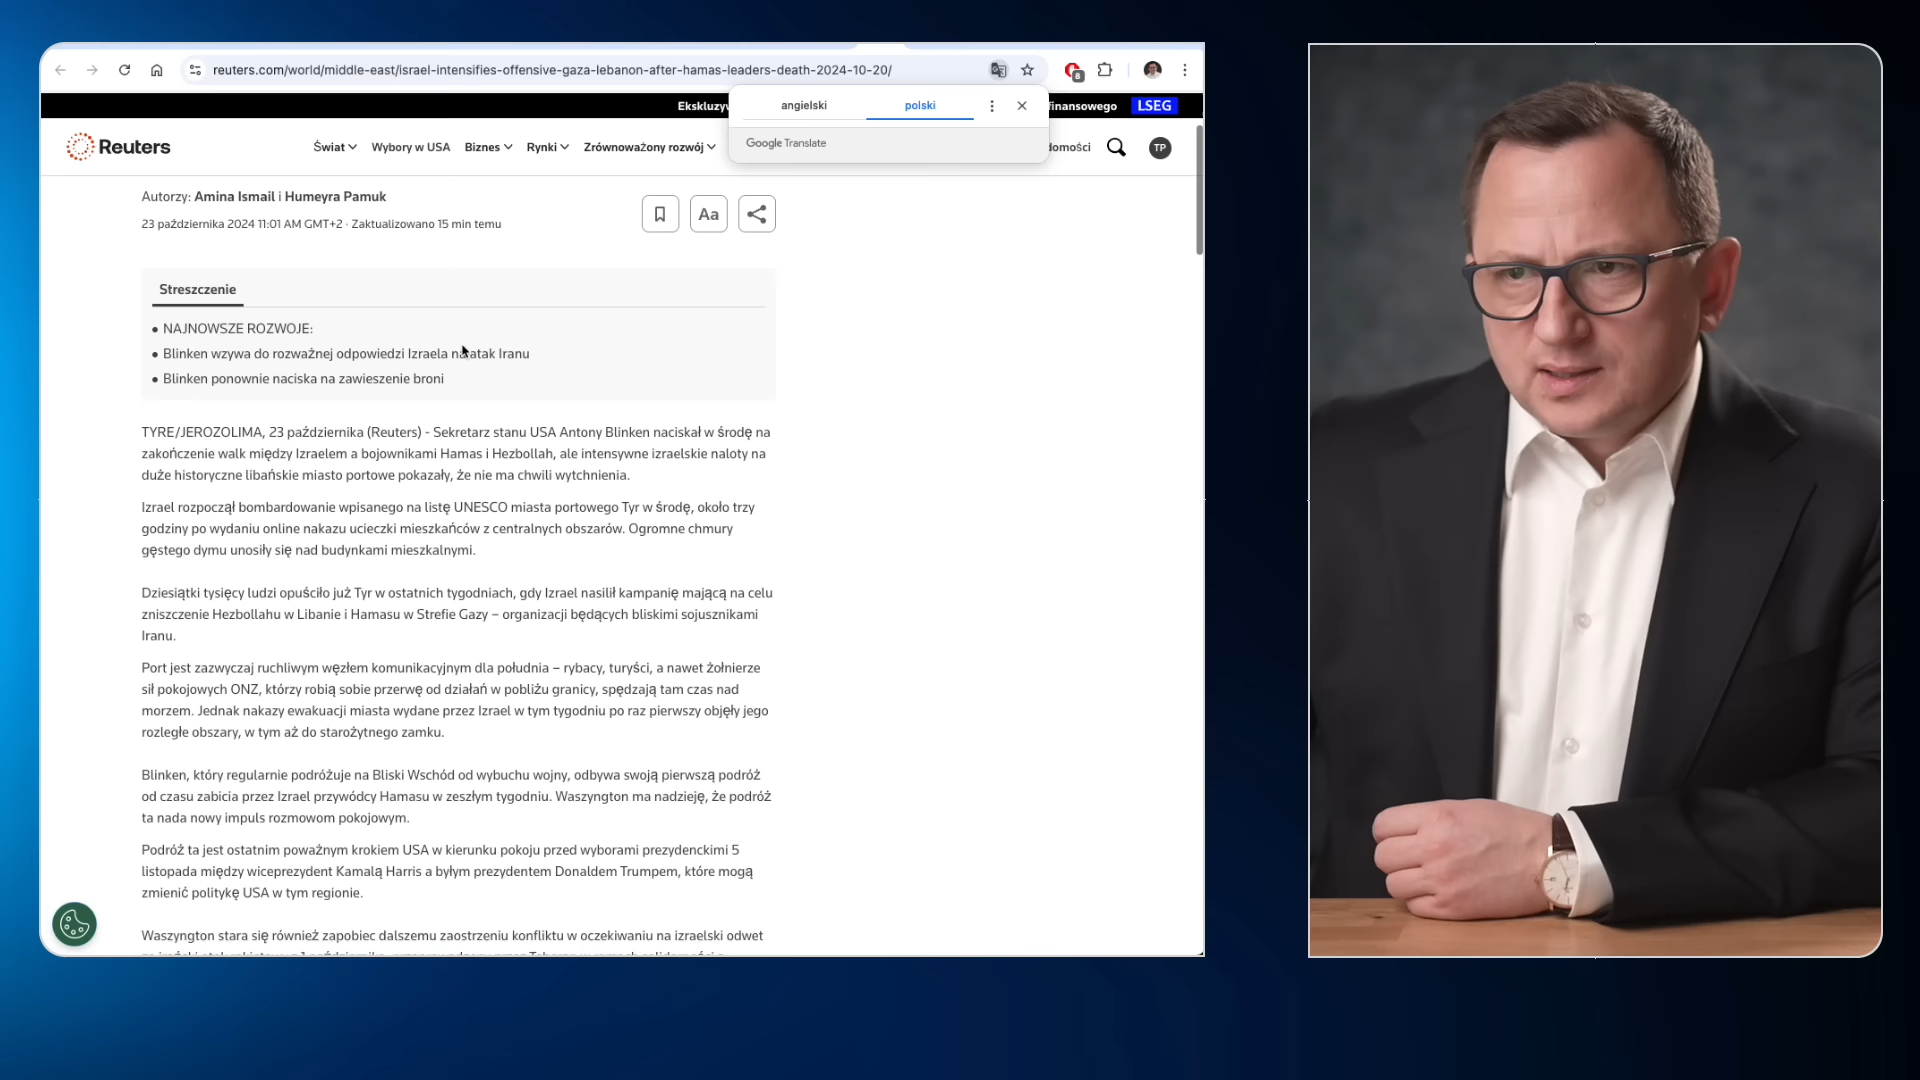 reuters.com/world/middle-east/israel-intensifies-offensive-gaza-lebanon-after-hamas-leaders-death-2024-10-20/
8
angielski
polski
Google Translate
finansowego
LSEG
Reuters
Świat
Wybory w USA
Biznes
Rynki
Zrównoważony rozwój
TP
Autorzy: Amina Ismail i Humeyra Pamuk
23 października 2024 11:01 AM GMT+2 · Zaktualizowano 15 min temu
Aa
Streszczenie
• NAJNOWSZE ROZWOJE:
• Blinken wzywa do rozważnej odpowiedzi Izraela na atak Iranu
• Blinken ponownie naciska na zawieszenie broni
TYRE/JEROZOLIMA, 23 października (Reuters) - Sekretarz stanu USA Antony Blinken naciskał w środę na
zakończenie walk między Izraelem a bojownikami Hamas i Hezbollah, ale intensywne izraelskie naloty na
duże historyczne libańskie miasto portowe pokazały, że nie ma chwili wytchnienia.
Izrael rozpoczął bombardowanie wpisanego na listę UNESCO miasta portowego Tyr w środę, około trzy
godziny po wydaniu online nakazu ucieczki mieszkańców z centralnych obszarów. Ogromne chmury
gęstego dymu unosiły się nad budynkami mieszkalnymi.
Dziesiątki tysięcy ludzi opuściło już Tyr w ostatnich tygodniach, gdy Izrael nasilił kampanię mającą na celu
zniszczenie Hezbollahu w Libanie i Hamasu w Strefie Gazy – organizacji będących bliskimi sojusznikami
Iranu.
Port jest zazwyczaj ruchliwym węzłem komunikacyjnym dla południa – rybacy, turyści, a nawet żołnierze
sił pokojowych ONZ, którzy robią sobie przerwę od działań w pobliżu granicy, spędzają tam czas nad
morzem. Jednak nakazy ewakuacji miasta wydane przez Izrael w tym tygodniu po raz pierwszy objęły jego
rozległe obszary, w tym aż do starożytnego zamku.
Blinken, który regularnie podróżuje na Bliski Wschód od wybuchu wojny, odbywa swoją pierwszą podróż
od czasu zabicia przez Izrael przywódcy Hamasu w zeszłym tygodniu. Waszyngton ma nadzieję, że podróż
ta nada nowy impuls rozmowom pokojowym.
Podróż ta jest ostatnim poważnym krokiem USA w kierunku pokoju przed wyborami prezydenckimi 5
listopada między wiceprezydent Kamalą Harris a byłym prezydentem Donaldem Trumpem, które mogą
zmienić politykę USA w tym regionie.
Waszyngton stara się również zapobiec dalszemu zaostrzeniu konfliktu w oczekiwaniu na izraelski odwet